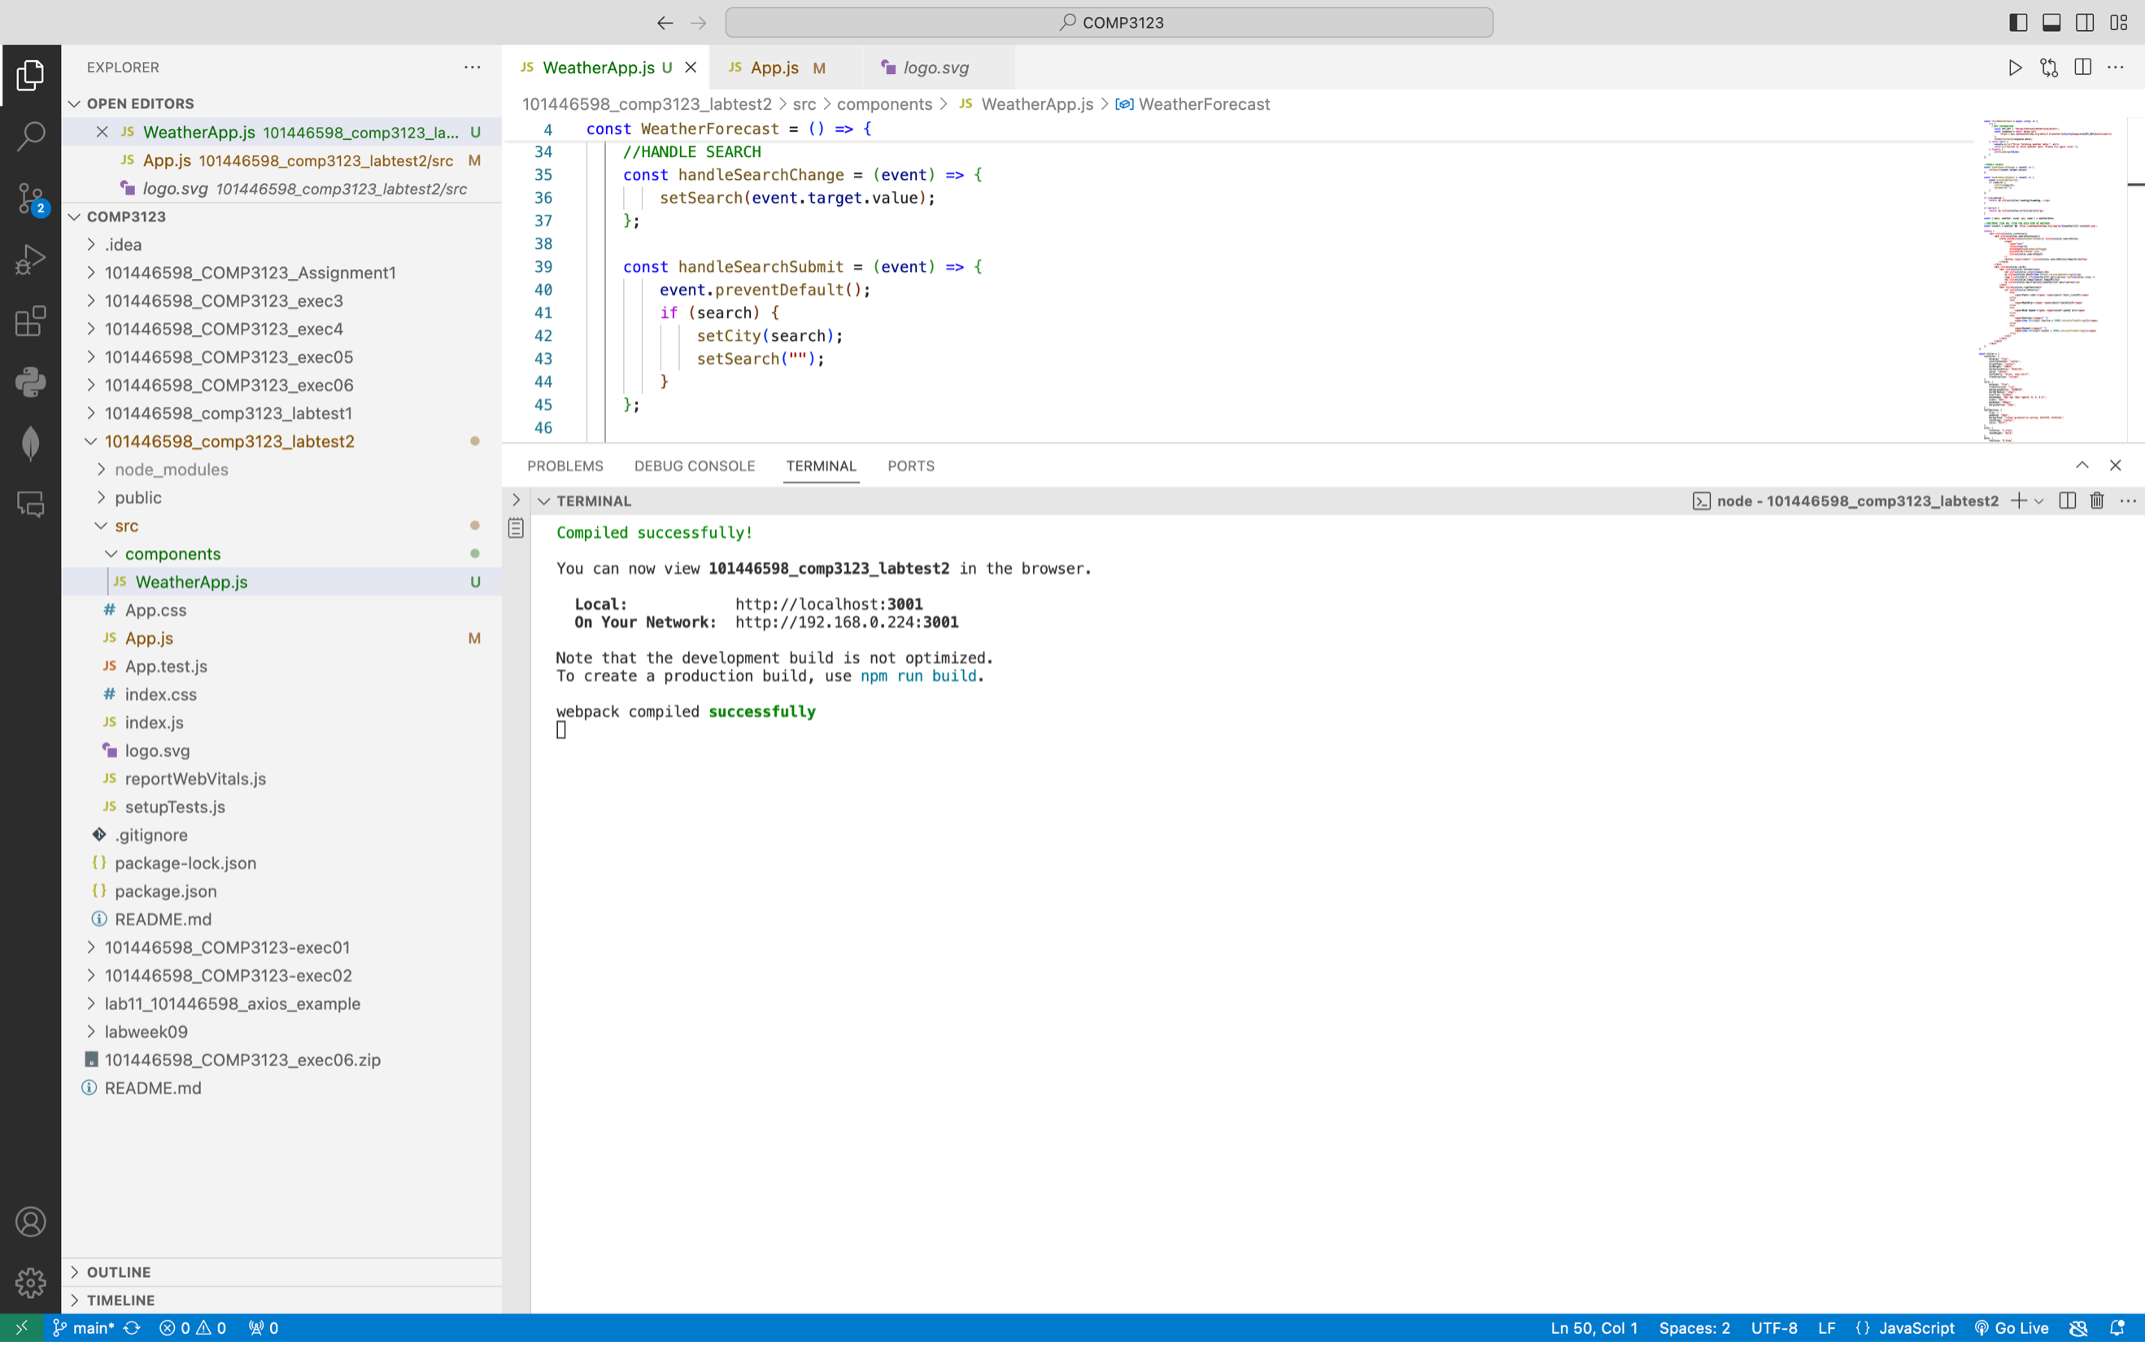 COMP3123
EXPLORER
OPEN EDITORS
WeatherApp.js 101446598_comp3123_la... U
App.js 101446598_comp3123_labtest2/src M
logo.svg 101446598_comp3123_labtest2/src
COMP3123
.idea
101446598_COMP3123_Assignment1
101446598_COMP3123_exec3
101446598_COMP3123_exec4
101446598_COMP3123_exec05
101446598_COMP3123_exec06
101446598_comp3123_labtest1
101446598_comp3123_labtest2
node_modules
public
src
components
JS WeatherApp.js U
# App.css
JS App.js M
JS App.test.js
# index.css
JS index.js
logo.svg
JS reportWebVitals.js
JS setupTests.js
.gitignore
{} package-lock.json
{} package.json
README.md
101446598_COMP3123-exec01
101446598_COMP3123-exec02
lab11_101446598_axios_example
labweek09
101446598_COMP3123_exec06.zip
README.md
OUTLINE
TIMELINE
2
JS WeatherApp.js U JS App.js M logo.svg
101446598_comp3123_labtest2 > src > components > JS WeatherApp.js > WeatherForecast
4 const WeatherForecast = () => {
34 //HANDLE SEARCH
35 const handleSearchChange = (event) => {
36 setSearch(event.target.value);
37 };
38
39 const handleSearchSubmit = (event) => {
40 event.preventDefault();
41 if (search) {
42 setCity(search);
43 setSearch("");
44 }
45 };
46
PROBLEMS DEBUG CONSOLE TERMINAL PORTS
TERMINAL node - 101446598_comp3123_labtest2
Compiled successfully!
You can now view 101446598_comp3123_labtest2 in the browser.
Local: http://localhost:3001
On Your Network: http://192.168.0.224:3001
Note that the development build is not optimized.
To create a production build, use npm run build.
webpack compiled successfully
main* 0 0 0 Ln 50, Col 1 Spaces: 2 UTF-8 LF {} JavaScript Go Live